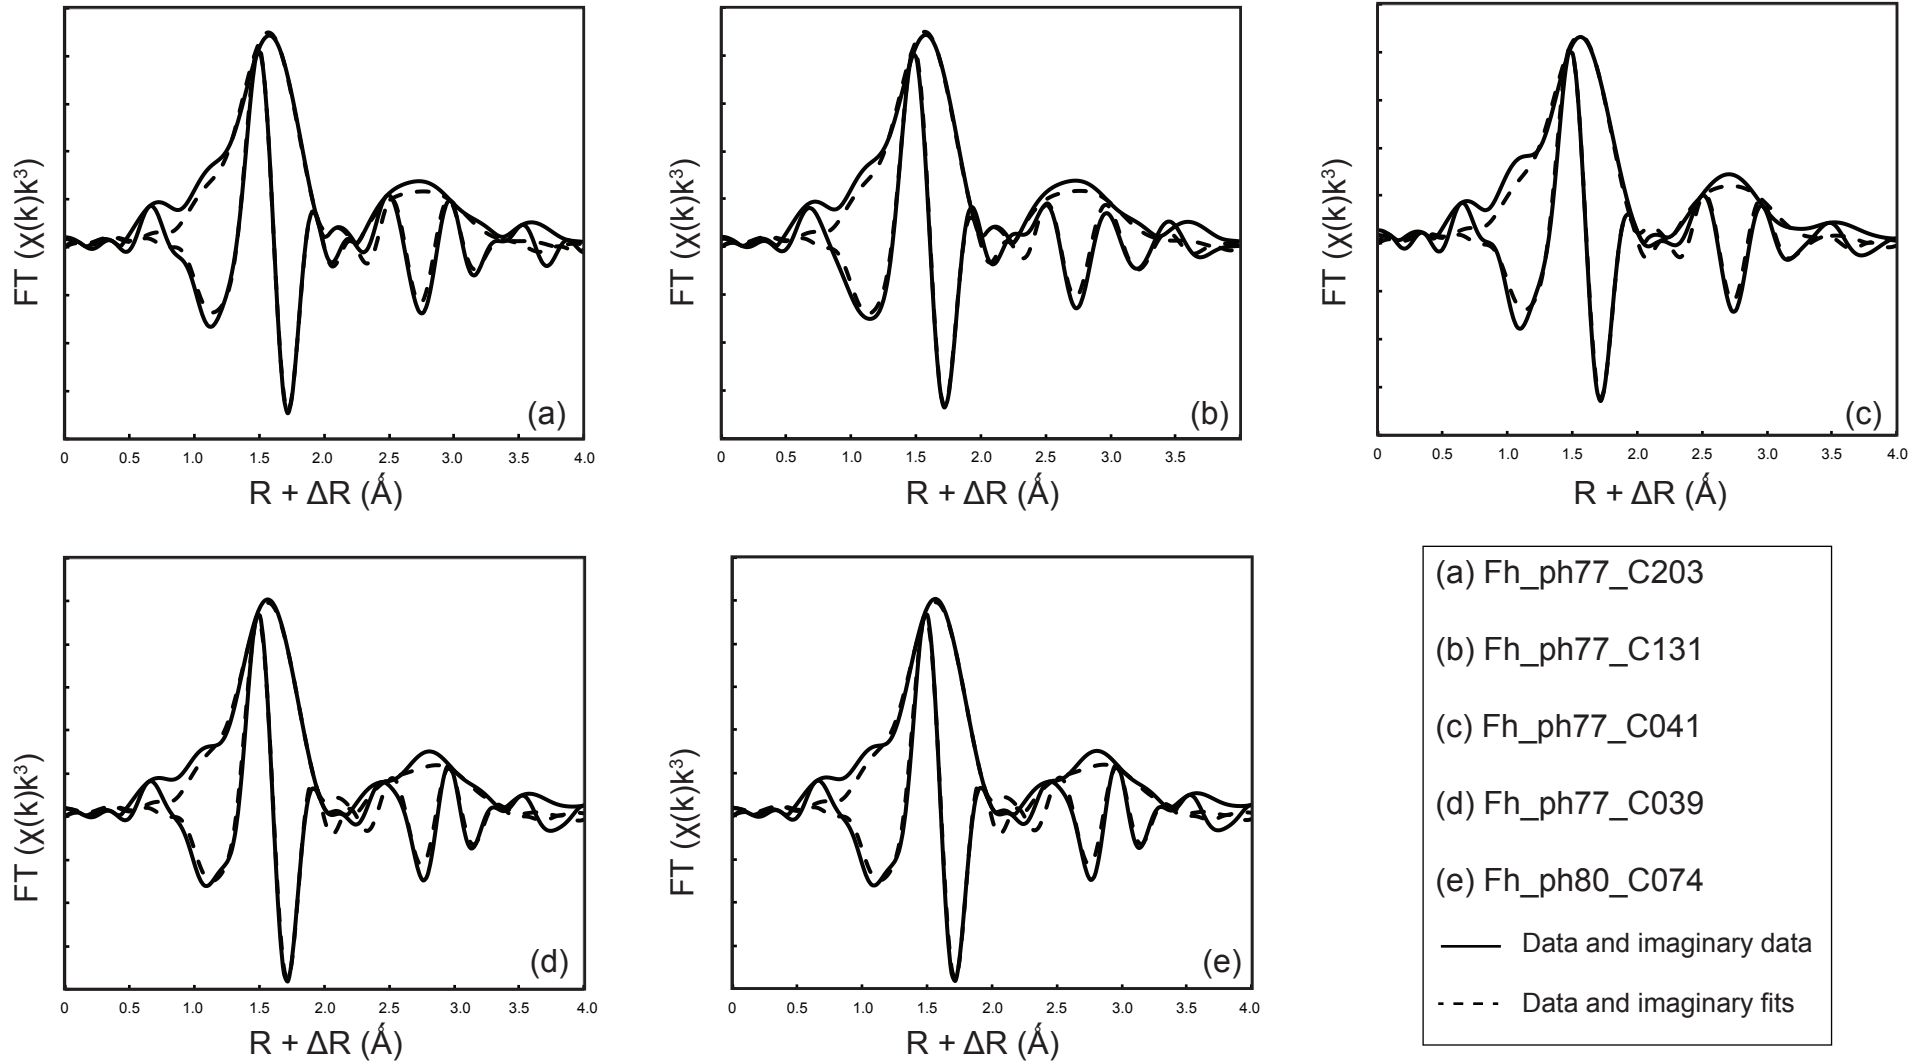 FT (χ(k)k³)
(a)
0 0.5 1.0 1.5 2.0 2.5 3.0 3.5 4.0
R + ΔR (Ǻ)
FT (χ(k)k³)
(b)
0 0.5 1.0 1.5 2.0 2.5 3.0 3.5
R + ΔR (Ǻ)
FT (χ(k)k³)
(c)
0 0.5 1.0 1.5 2.0 2.5 3.0 3.5 4.0
R + ΔR (Ǻ)
FT (χ(k)k³)
(d)
0 0.5 1.0 1.5 2.0 2.5 3.0 3.5 4.0
R + ΔR (Ǻ)
FT (χ(k)k³)
(e)
0 0.5 1.0 1.5 2.0 2.5 3.0 3.5 4.0
R + ΔR (Ǻ)
(a) Fh_ph77_C203
(b) Fh_ph77_C131
(c) Fh_ph77_C041
(d) Fh_ph77_C039
(e) Fh_ph80_C074
Data and imaginary data
Data and imaginary fits